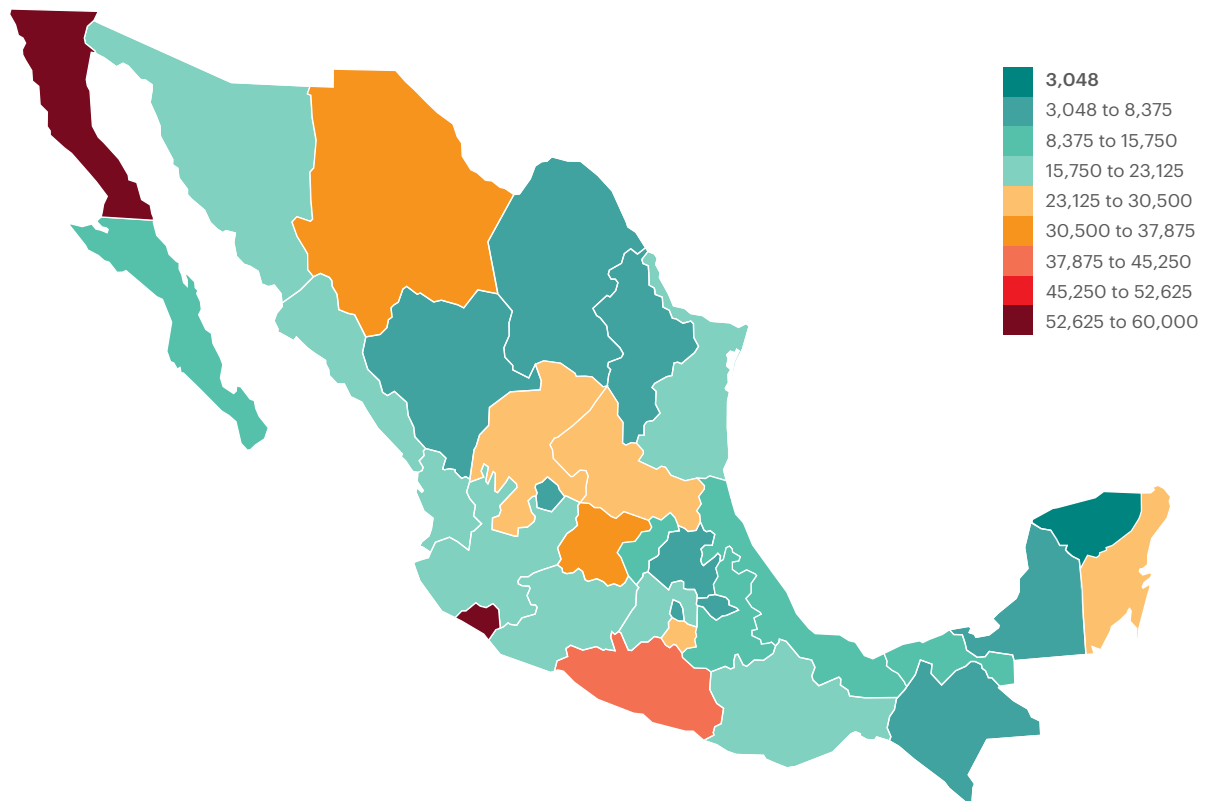 3,048
3,048 to 8,375
8,375 to 15,750
15,750 to 23,125
23,125 to 30,500
30,500 to 37,875
37,875 to 45,250
45,250 to 52,625
52,625 to 60,000